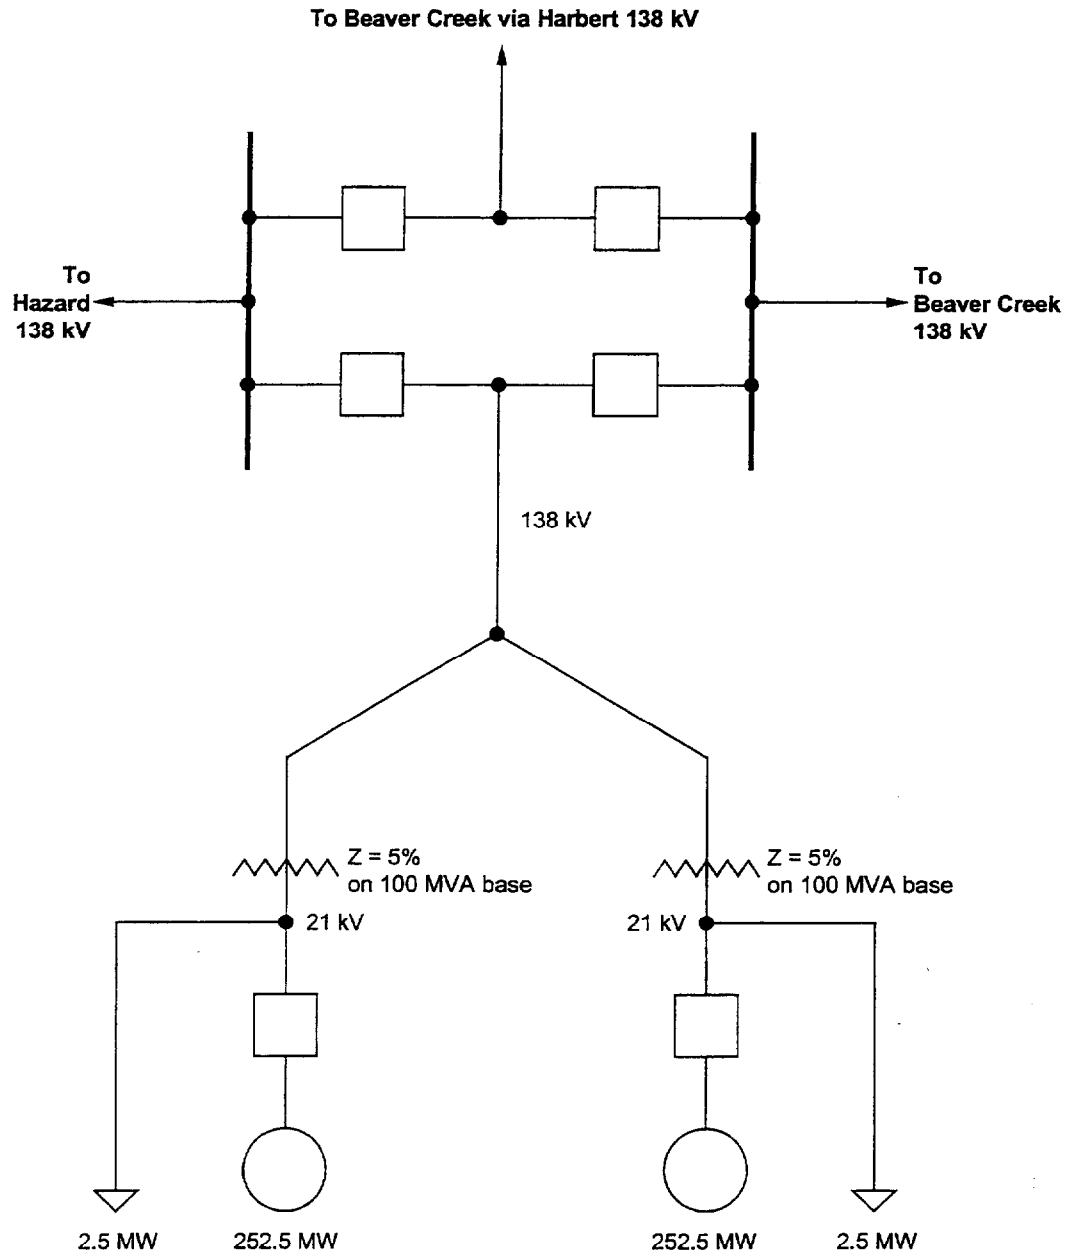 To Beaver Creek via Harbert 138 kV
To
Hazard
138 kV
To
Beaver Creek
138 kV
138 kV
Z = 5%
on 100 MVA base
Z = 5%
on 100 MVA base
21 kV
21 kV
2.5 MW
252.5 MW
252.5 MW
2.5 MW